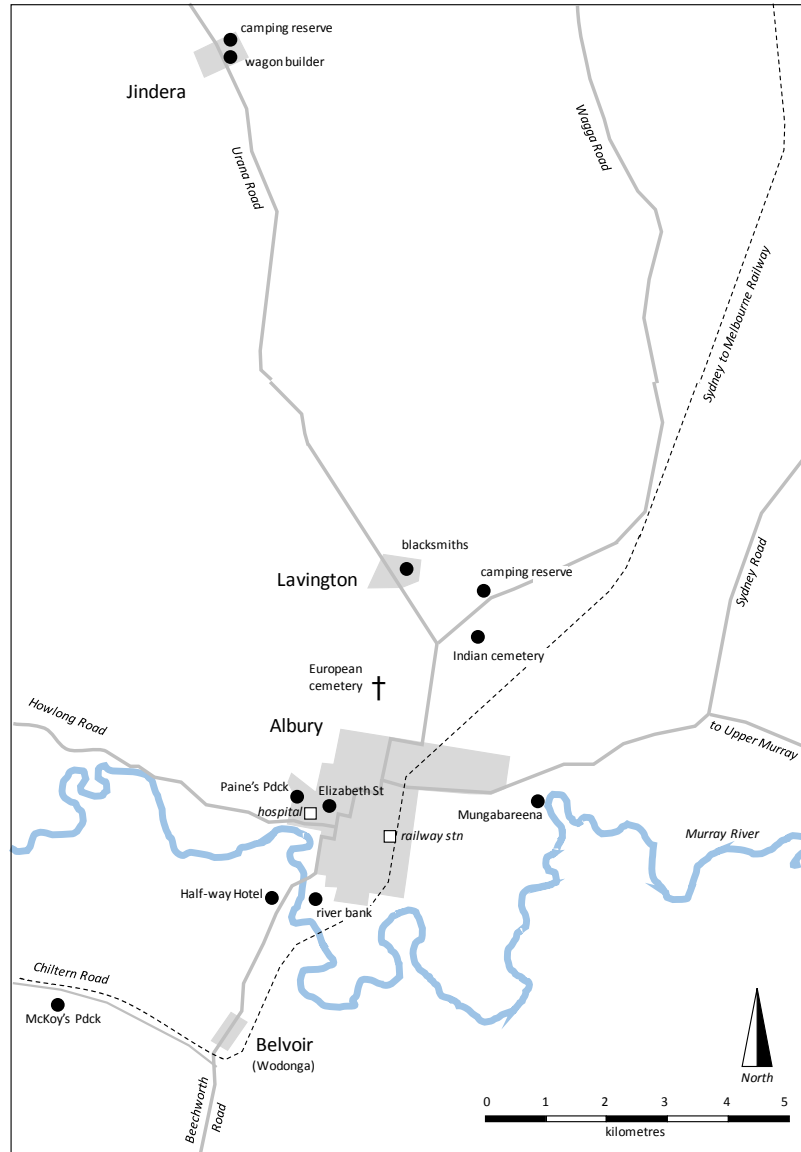 camping reserve
wagon builder
Jindera
Urana Road
Wagga Road
Sydney to Melbourne Railway
blacksmiths
Lavington
camping reserve
Sydney Road
Indian cemetery
European
cemetery
Howlong Road
Albury
to Upper Murray
Paine's Pdck
Elizabeth St
hospital
Mungabareena
railway stn
Murray River
Half-way Hotel
river bank
Chiltern Road
McKoy's Pdck
Belvoir
(Wodonga)
North
Beechworth
Road
0 1 2 3 4 5
kilometres